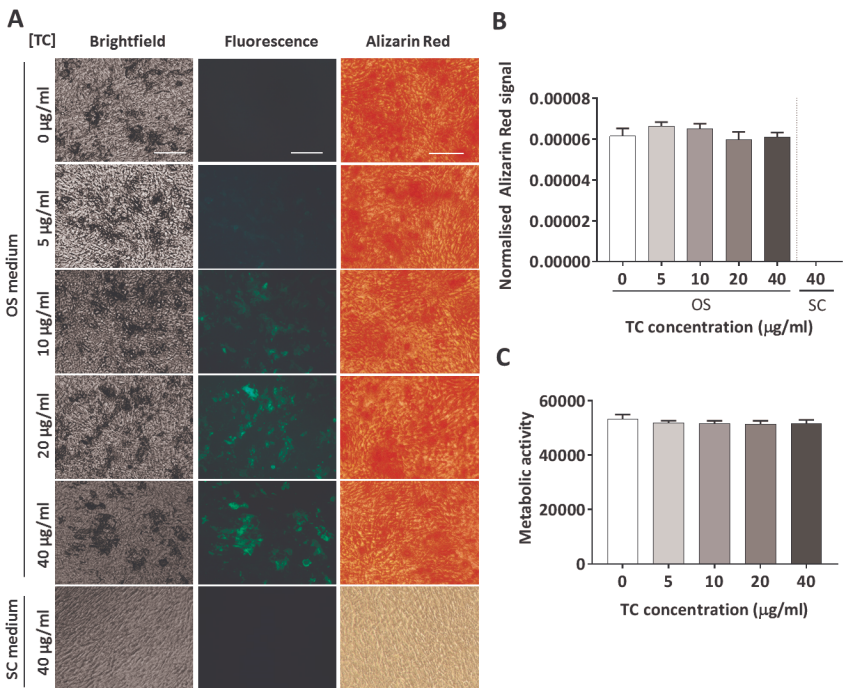 A
[TC]
Brightfield
Fluorescence
Alizarin Red
OS medium
0 µg/ml
5 µg/ml
10 µg/ml
20 µg/ml
40 µg/ml
SC medium
40 µg/ml
B
Normalised Alizarin Red signal
0.00008
0.00006
0.00004
0.00002
0.00000
0 5 10 20 40 40
OS SC
TC concentration (µg/ml)
C
Metabolic activity
60000
40000
20000
0
0 5 10 20 40
TC concentration (µg/ml)